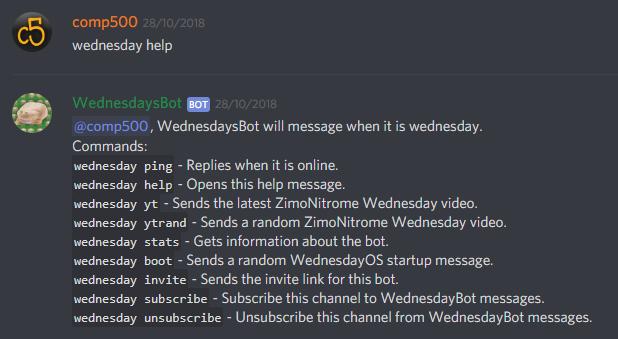 c5
comp500 28/10/2018
wednesday help
WednesdaysBot BOT 28/10/2018
@comp500, WednesdaysBot will message when it is wednesday.
Commands:
wednesday ping - Replies when it is online.
wednesday help - Opens this help message.
wednesday yt - Sends the latest ZimoNitrome Wednesday video.
wednesday ytrand - Sends a random ZimoNitrome Wednesday video.
wednesday stats - Gets information about the bot.
wednesday boot - Sends a random WednesdayOS startup message.
wednesday invite - Sends the invite link for this bot.
wednesday subscribe - Subscribe this channel to WednesdayBot messages.
wednesday unsubscribe - Unsubscribe this channel from WednesdayBot messages.